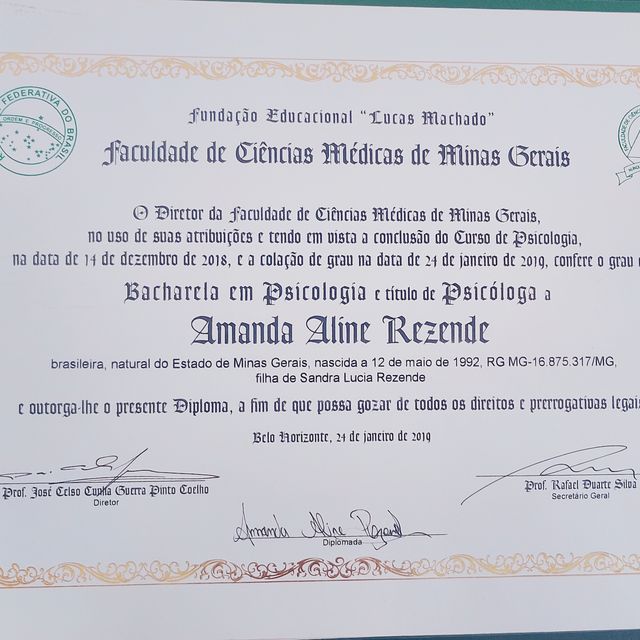 FEDERATIVA DO BRASIL
ORDEM E PROGRESSO
Fundação Educacional “Lucas Machado”
Faculdade de Ciências Médicas de Minas Gerais
O Diretor da Faculdade de Ciências Médicas de Minas Gerais,
no uso de suas atribuições e tendo em vista a conclusão do Curso de Psicologia,
na data de 14 de dezembro de 2018, e a colação de grau na data de 24 de janeiro de 2019, confere o grau
Bacharela em Psicologia e título de Psicóloga a
Amanda Aline Rezende
brasileira, natural do Estado de Minas Gerais, nascida a 12 de maio de 1992, RG MG-16.875.317/MG,
filha de Sandra Lucia Rezende
e outorga-lhe o presente Diploma, a fim de que possa gozar de todos os direitos e prerrogativas legais
Belo Horizonte, 24 de janeiro de 2019
Prof. José Celso Cunha Guerra Pinto Coelho
Diretor
Prof. Rafael Duarte Silva
Secretário Geral
Amanda Aline Rezende
Diplomada